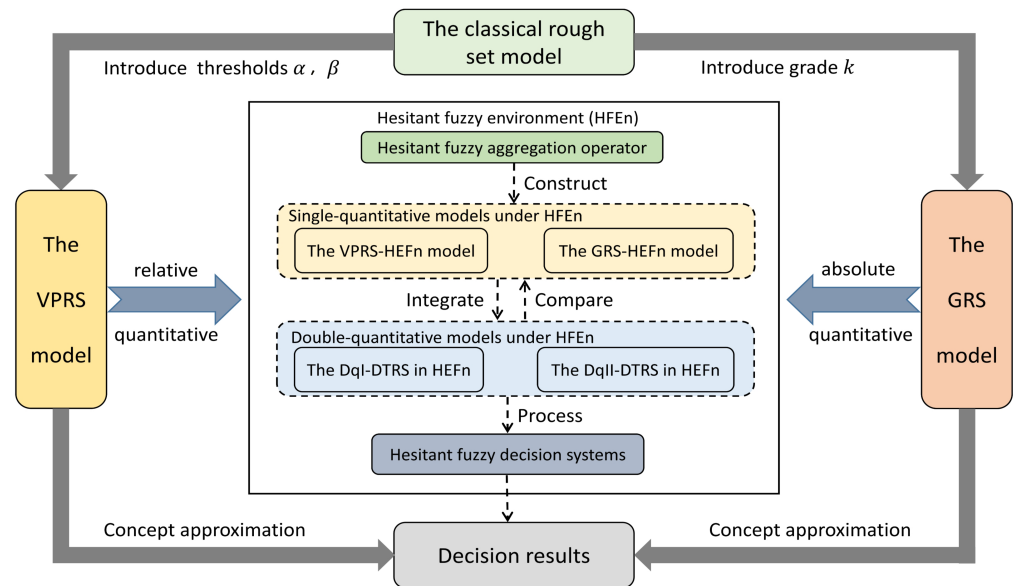 The classical rough
set model
Introduce thresholds α , β
Introduce grade k
Hesitant fuzzy environment (HFEn)
Hesitant fuzzy aggregation operator
Construct
Single-quantitative models under HFEn
The VPRS-HEFn model
The GRS-HEFn model
The
VPRS
model
relative
quantitative
Integrate
Compare
absolute
quantitative
The
GRS
model
Double-quantitative models under HFEn
The DqI-DTRS in HEFn
The DqII-DTRS in HEFn
Process
Hesitant fuzzy decision systems
Concept approximation
Concept approximation
Decision results